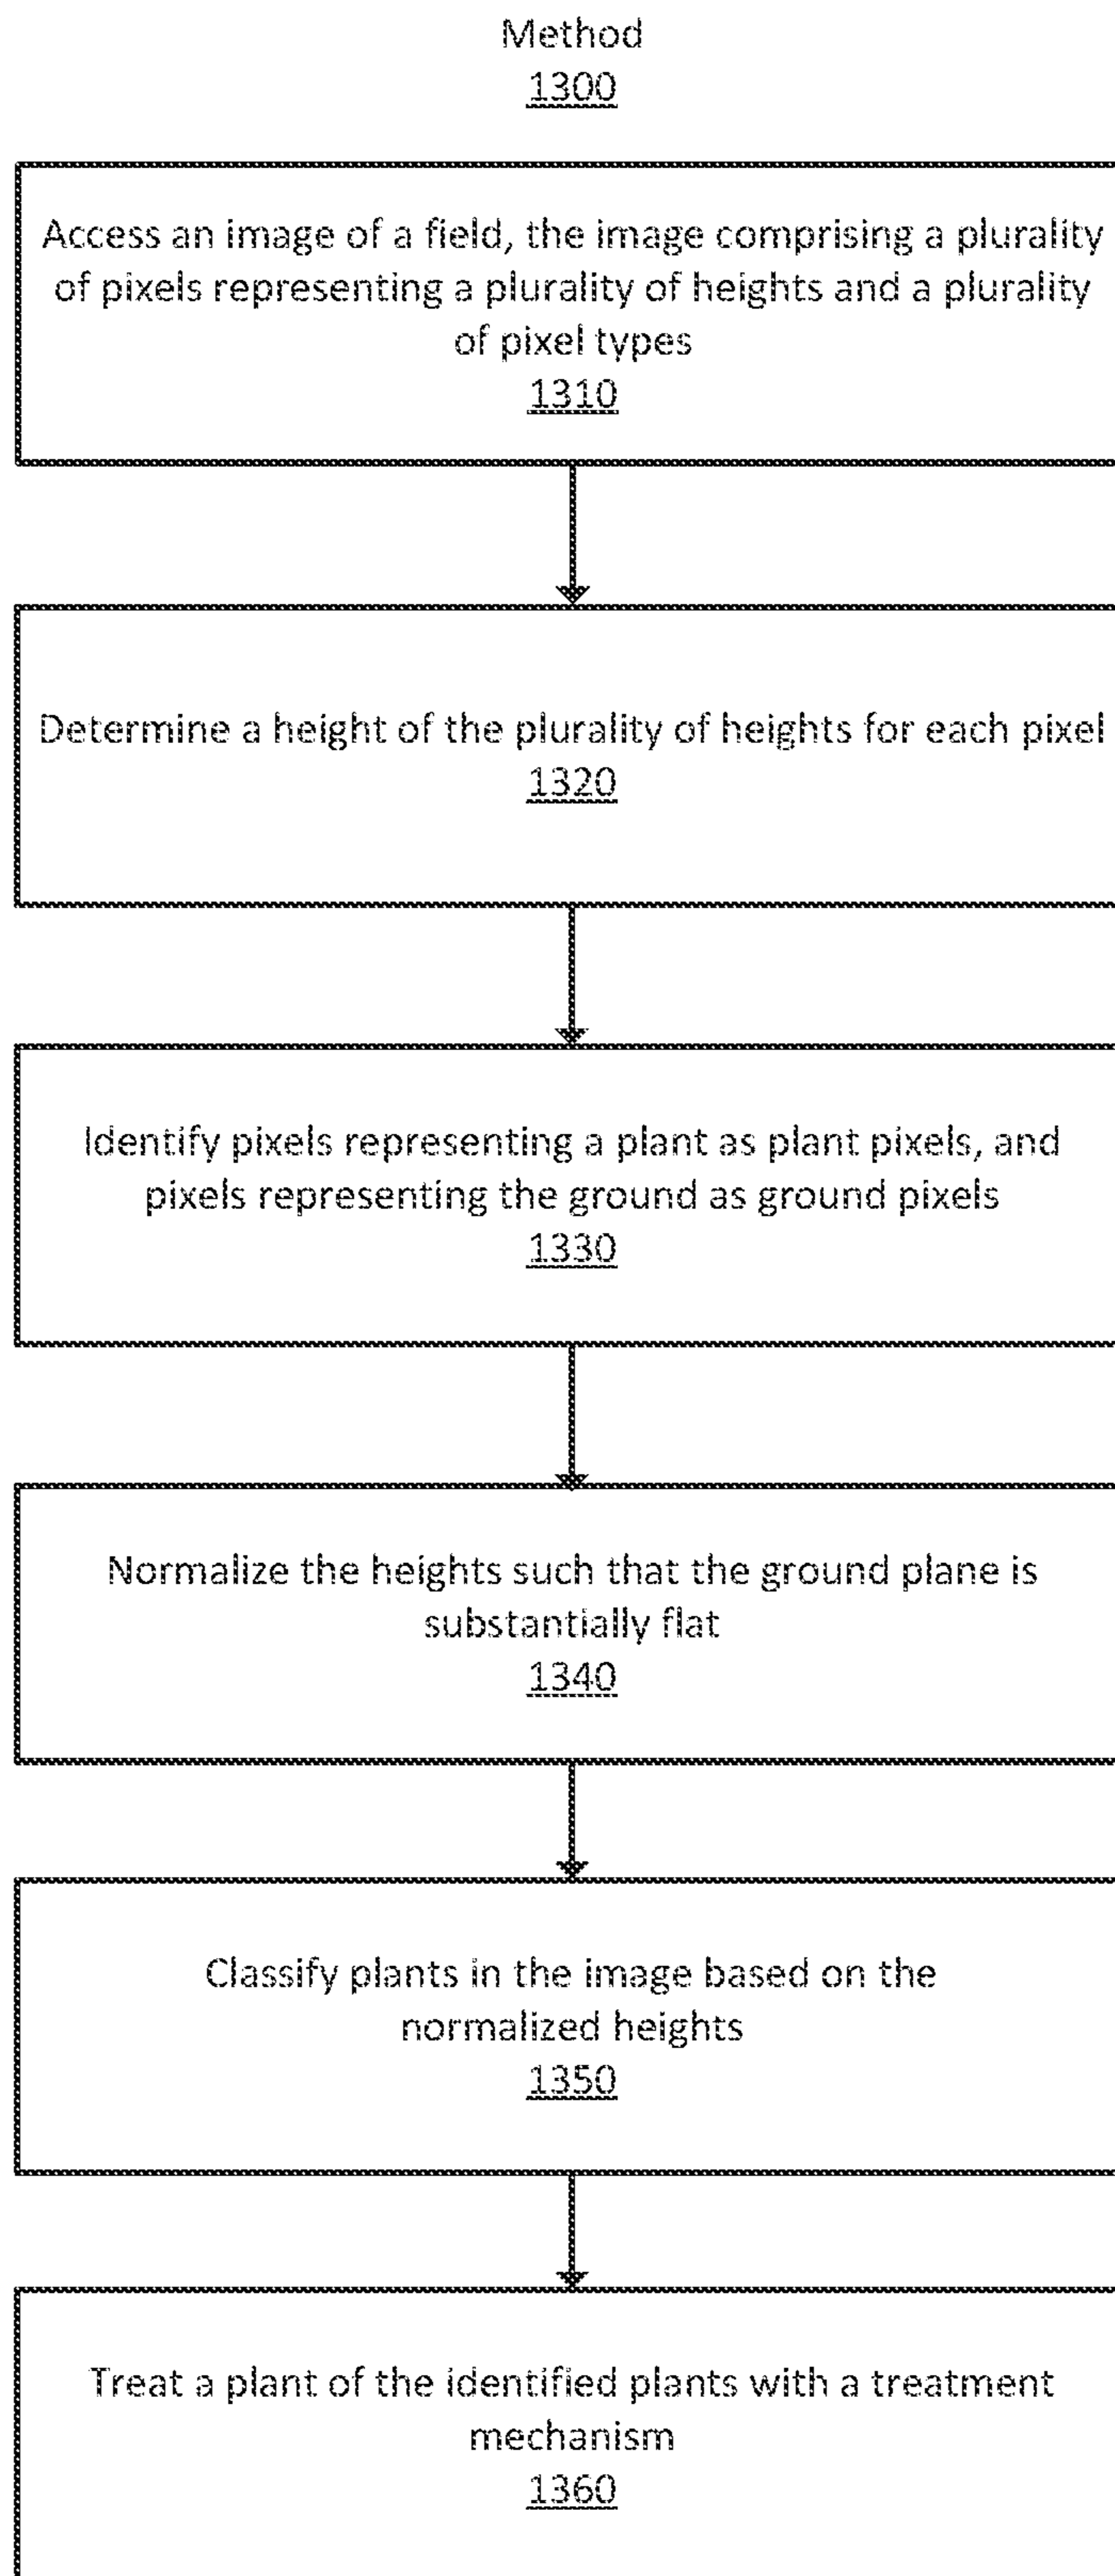 Method
1300
Access an image of a field, the image comprising a plurality
of pixels representing a plurality of heights and a plurality
of pixel types
1310
Determine a height of the plurality of heights for each pixel
1320
Identify pixels representing a plant as plant pixels, and
pixels representing the ground as ground pixels
1330
Normalize the heights such that the ground plane is
substantially flat
1340
Classify plants in the image based on the
normalized heights
1350
Treat a plant of the identified plants with a treatment
mechanism
1360